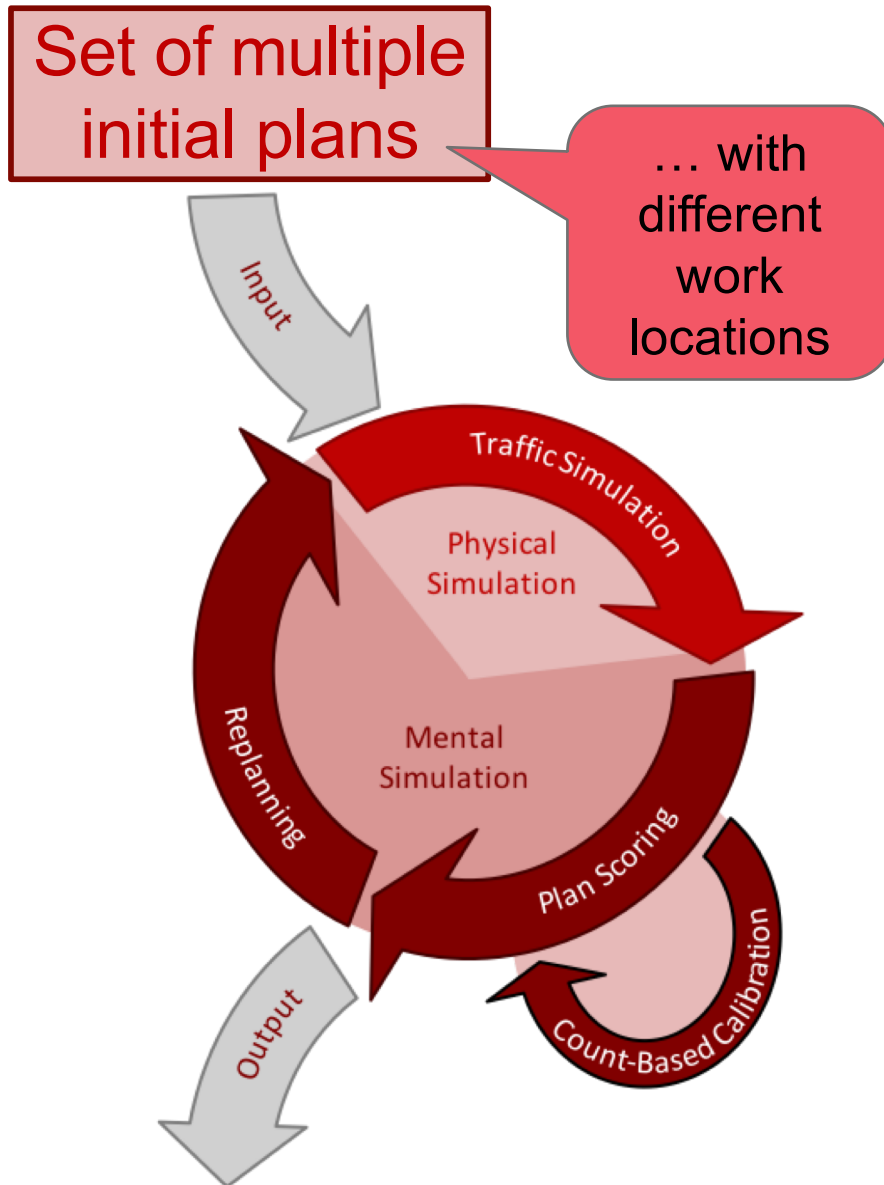 Set of multiple
initial plans
… with
different
work
locations
Input
Traffic Simulation
Physical
Simulation
Mental
Simulation
Replanning
Plan Scoring
Count-Based Calibration
Output